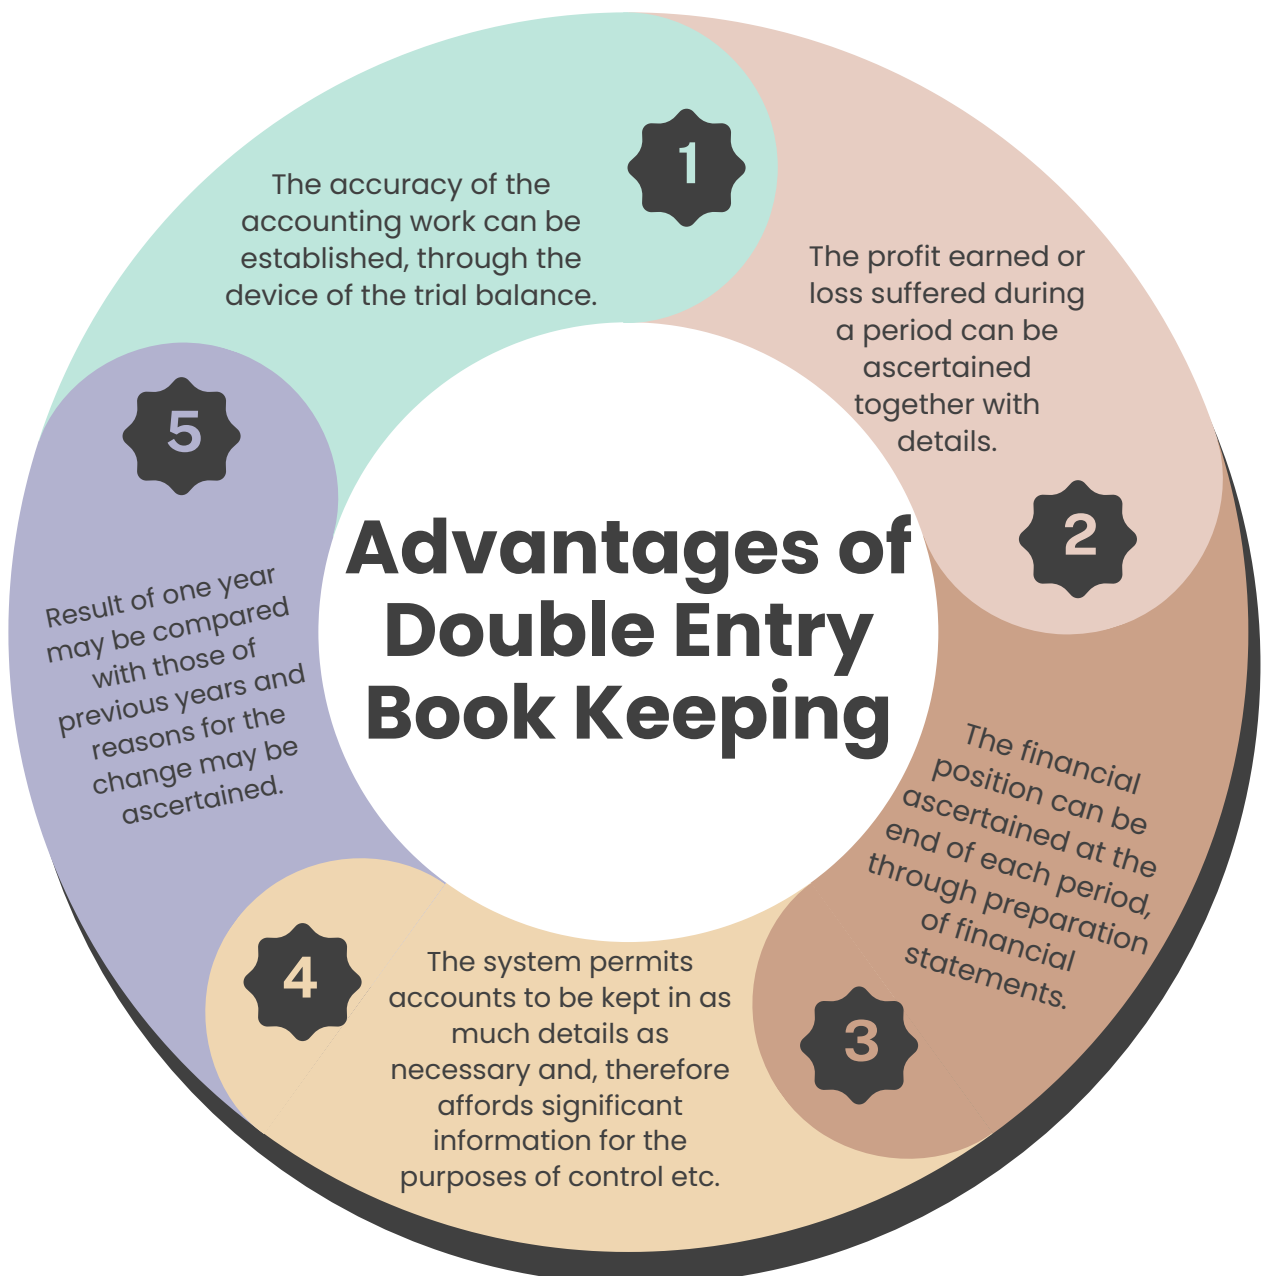 Advantages of
Double Entry
Book Keeping
1
The accuracy of the
accounting work can be
established, through the
device of the trial balance.
2
The profit earned or
loss suffered during
a period can be
ascertained
together with
details.
3
The financial
position can be
ascertained at the
end of each period,
through preparation
of financial
statements.
4
The system permits
accounts to be kept in as
much details as
necessary and, therefore
affords significant
information for the
purposes of control etc.
5
Result of one year
may be compared
with those of
previous years and
reasons for the
change may be
ascertained.